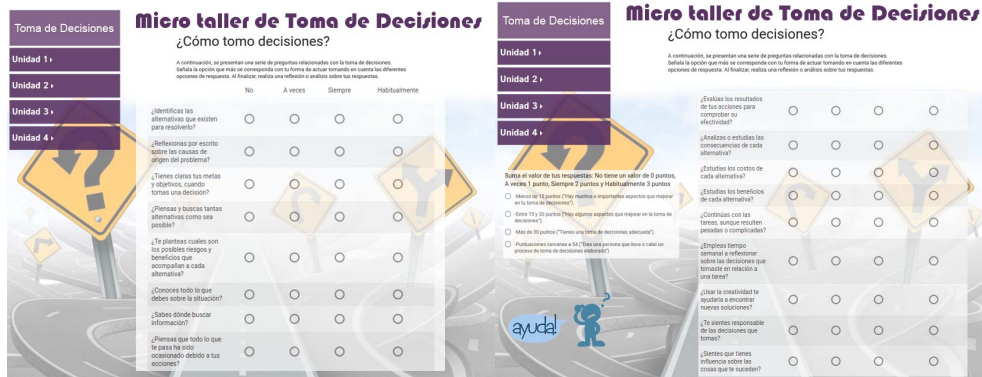 Toma de Decisiones
Unidad 1
Unidad 2
Unidad 3
Unidad 4
Micro taller de Toma de Decisiones
¿Cómo tomo decisiones?
A continuación, se presentan una serie de preguntas relacionadas con la toma de decisiones.
Señala la opción que más se corresponda con tu forma de actuar tomando en cuenta las diferentes
opciones de respuesta. Al finalizar, realiza una reflexión o análisis sobre tus respuestas.
No A veces Siempre Habitualmente
¿Identificas las
alternativas que existen
para resolverlo?
¿Reflexionas por escrito
sobre las causas de
origen del problema?
¿Tienes claras tus metas
y objetivos, cuando
tomas una decisión?
¿Piensas y buscas tantas
alternativas como sea
posible?
¿Te planteas cuales son
los posibles riesgos y
beneficios que
acompañan a cada
alternativa?
¿Conoces todo lo que
debes sobre la situación?
¿Sabes dónde buscar
información?
¿Piensas que todo lo que
te pasa ha sido
ocasionado debido a tus
acciones?
Toma de Decisiones
Unidad 1
Unidad 2
Unidad 3
Unidad 4
Micro taller de Toma de Decisiones
¿Cómo tomo decisiones?
A continuación, se presentan una serie de preguntas relacionadas con la toma de decisiones.
Señala la opción que más se corresponda con tu forma de actuar tomando en cuenta las diferentes
opciones de respuesta. Al finalizar, realiza una reflexión o análisis sobre tus respuestas.
Suma el valor de tus respuestas: No tiene un valor de 0 puntos,
A veces 1 punto, Siempre 2 puntos y Habitualmente 3 puntos
-Menos de 10 puntos ("Hay muchos e importantes aspectos que mejorar
en tu toma de decisiones").
-Entre 15 y 30 puntos ("Hay algunos aspectos que mejorar en la toma de
decisiones").
-Más de 30 puntos ("Tienes una toma de decisiones adecuada").
-Puntuaciones cercanas a 54 ("Eres una persona que lleva a cabo un
proceso de toma de decisiones elaborado")
ayuda!
¿Evalúas los resultados
de tus acciones para
comprobar su
efectividad?
¿Analizas o estudias las
consecuencias de cada
alternativa?
¿Estudias los costos de
cada alternativa?
¿Estudias los beneficios
de cada alternativa?
¿Continúas con las
tareas, aunque resulten
pesadas o complicadas?
¿Empleas tiempo
semanal a reflexionar
sobre las decisiones que
tomaste en relación a
una tarea?
¿Usar la creatividad te
ayudaría a encontrar
nuevas soluciones?
¿Te sientes responsable
de las decisiones que
tomas?
¿Sientes que tienes
influencia sobre las
cosas que te suceden?